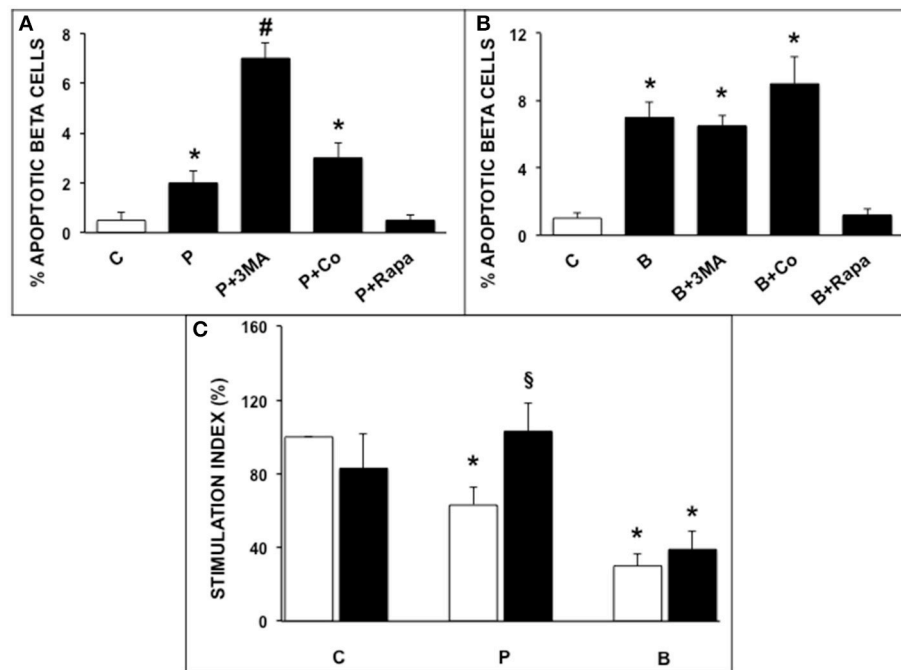 A
% APOPTOTIC BETA CELLS
8
6
4
2
0
#
*
*
C
P
P+3MA
P+Co
P+Rapa
B
% APOPTOTIC BETA CELLS
12
8
4
0
*
*
*
C
B
B+3MA
B+Co
B+Rapa
C
STIMULATION INDEX (%)
160
120
80
40
0
*
§
*
*
C
P
B